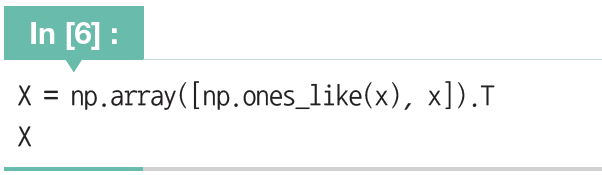 In [6] :
X = np.array([np.ones_like(x), x]).T
X